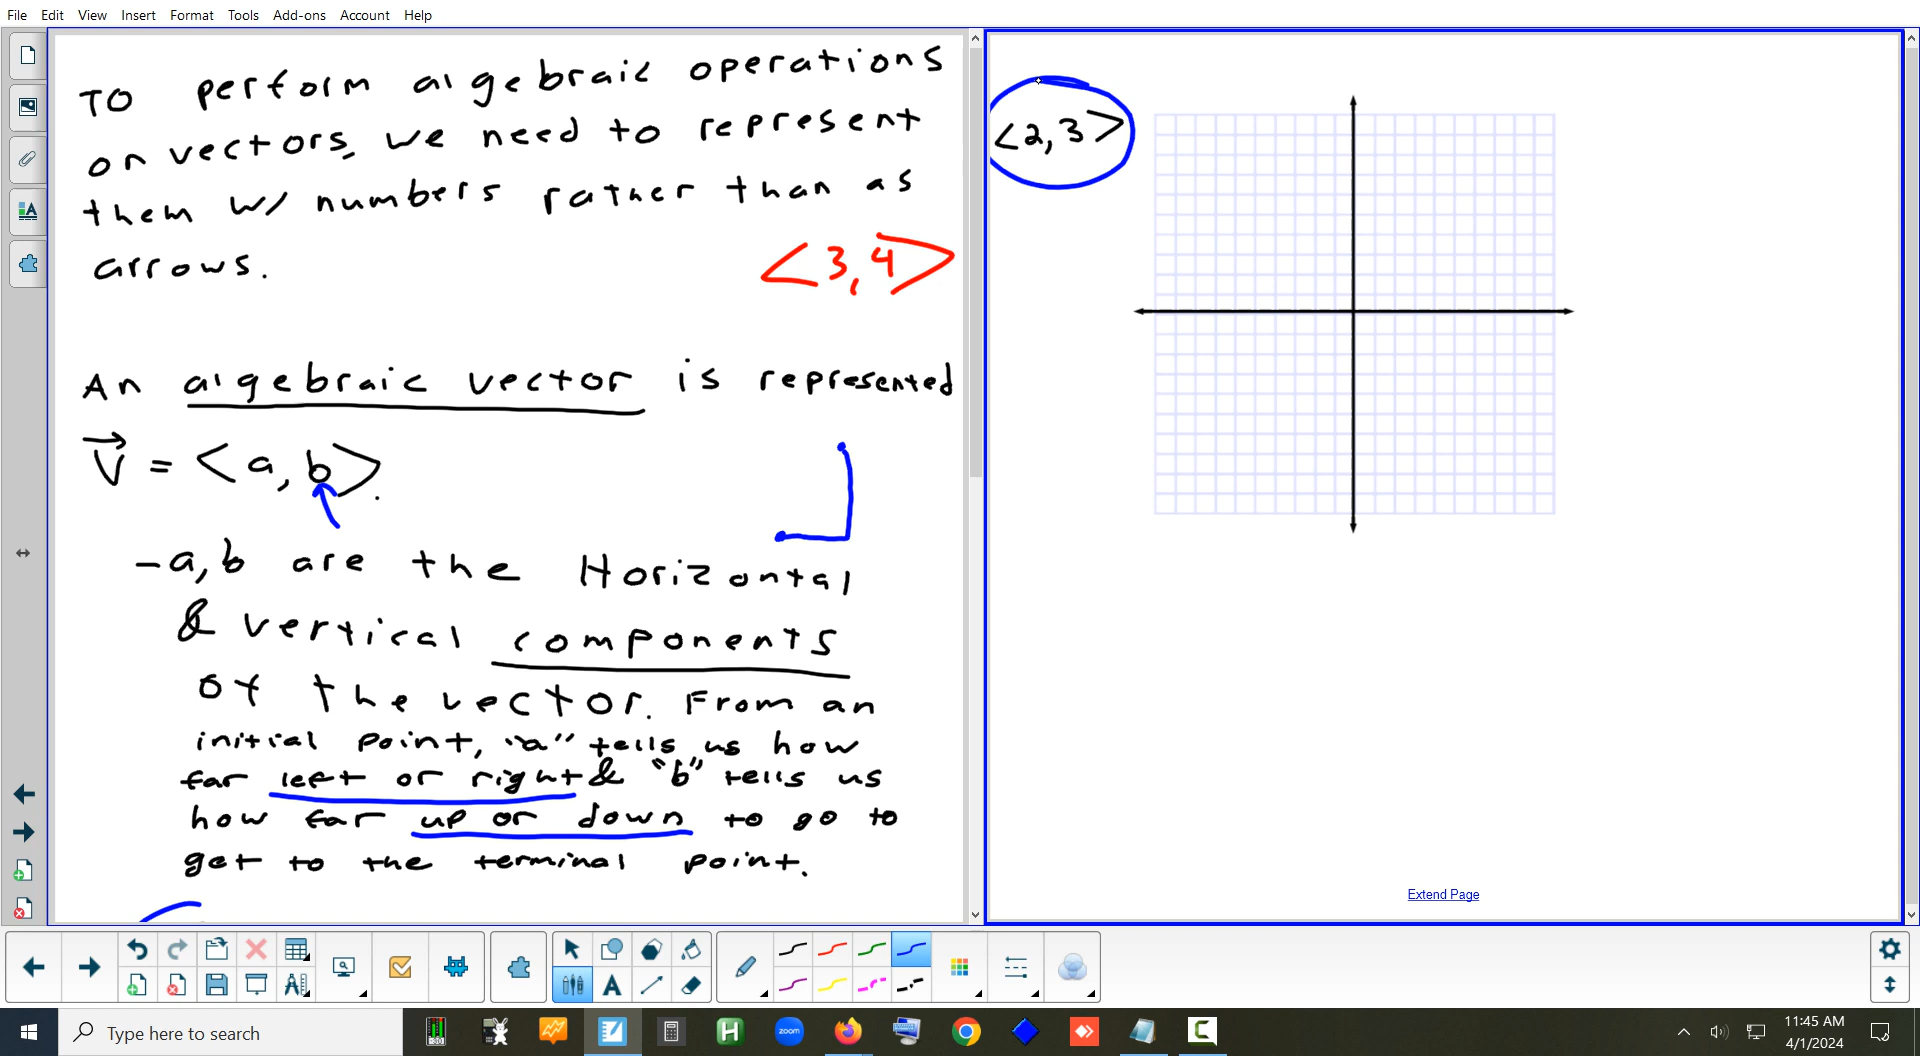 File Edit View Insert Format Tools Add-ons Account Help
To perform algebraic operations
on vectors, we need to represent
them w/ numbers rather than as
arrows.
<3,4>
An algebraic vector is represented
V = <a, b>.
- a, b are the Horizontal
& vertical components
of the vector. From an
initial point, "a" tells us how
far left or right & "b" tells us
how far up or down to go to
get to the terminal point.
<2,3>
Extend Page
Type here to search
zoom
11:45 AM
4/1/2024